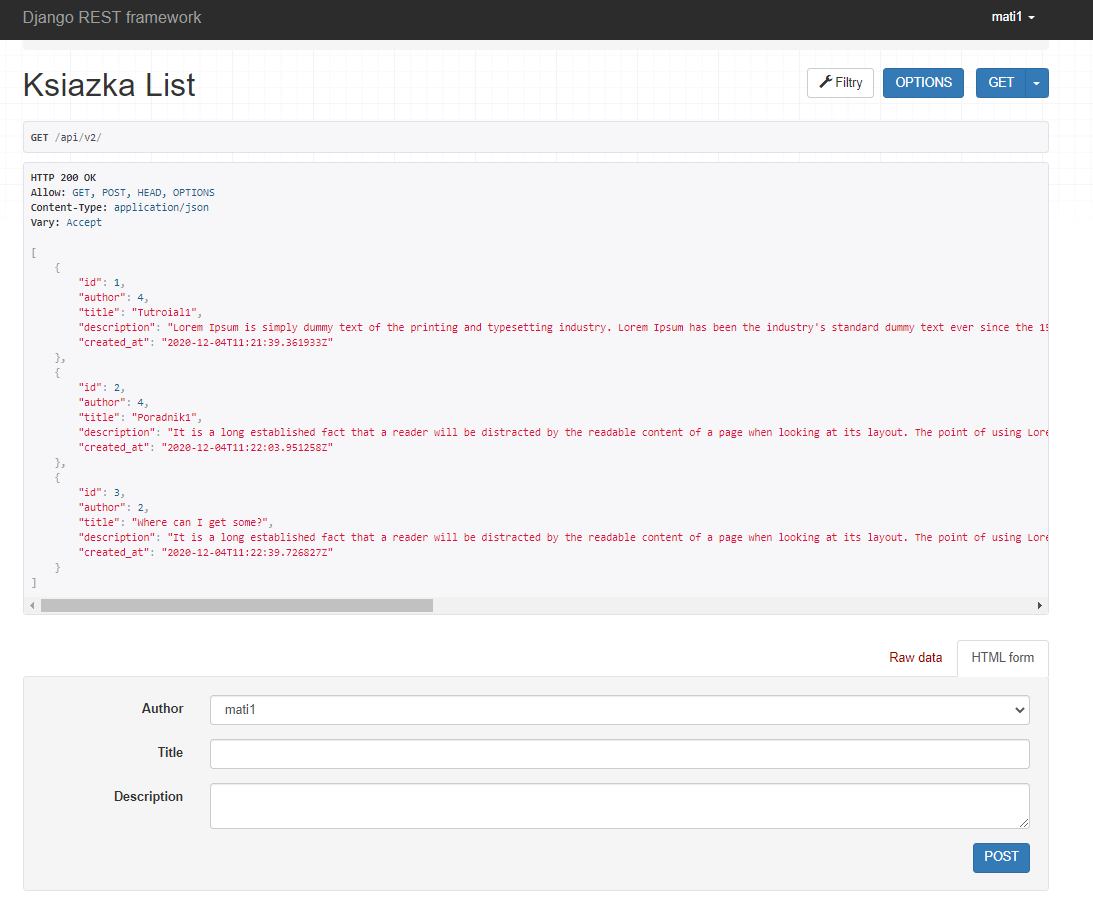 Django REST framework
mati1
Ksiazka List
Filtry
OPTIONS
GET
GET /api/v2/
HTTP 200 OK
Allow: GET, POST, HEAD, OPTIONS
Content-Type: application/json
Vary: Accept
[
{
"id": 1,
"author": 4,
"title": "Tutroial1",
"description": "Lorem Ipsum is simply dummy text of the printing and typesetting industry. Lorem Ipsum has been the industry's standard dummy text ever since the 15
"created_at": "2020-12-04T11:21:39.361933Z"
},
{
"id": 2,
"author": 4,
"title": "Poradnik1",
"description": "It is a long established fact that a reader will be distracted by the readable content of a page when looking at its layout. The point of using Lore
"created_at": "2020-12-04T11:22:03.951258Z"
},
{
"id": 3,
"author": 2,
"title": "Where can I get some?",
"description": "It is a long established fact that a reader will be distracted by the readable content of a page when looking at its layout. The point of using Lore
"created_at": "2020-12-04T11:22:39.726827Z"
}
]
Raw data
HTML form
Author
mati1
Title
Description
POST